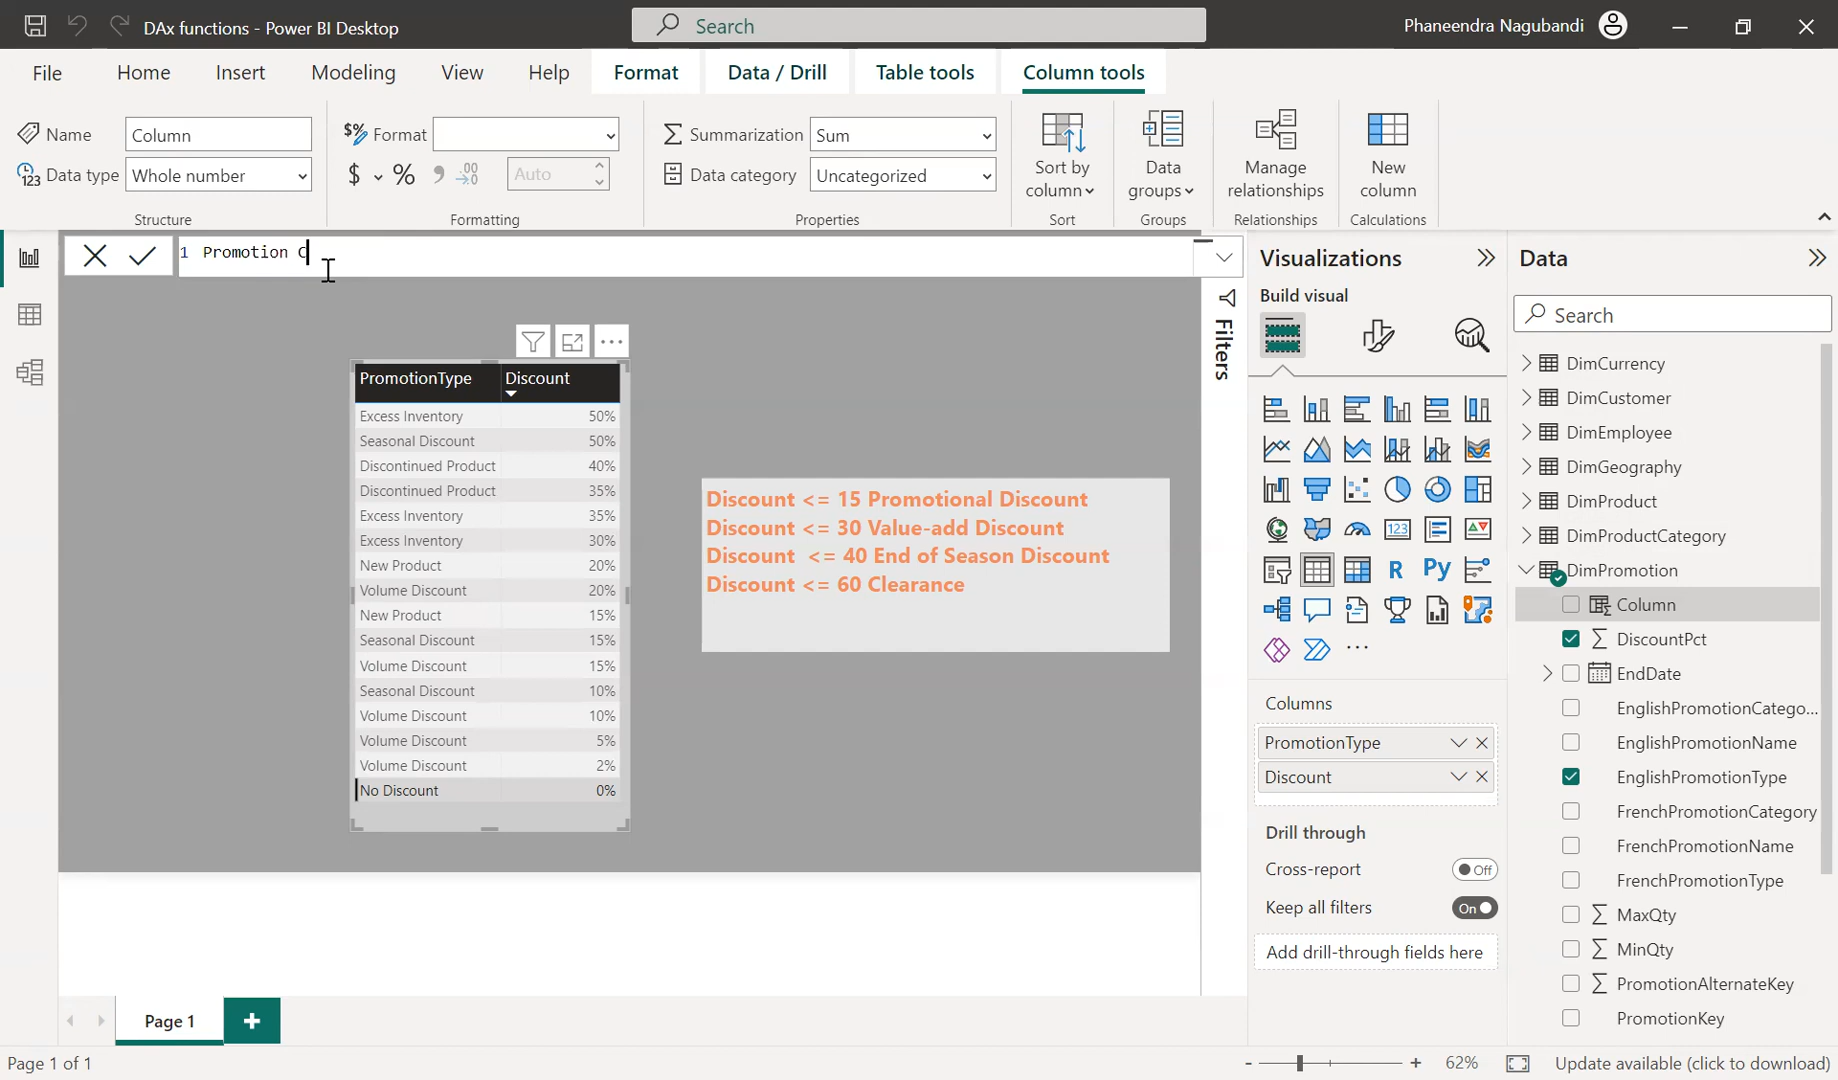 DAx functions - Power BI Desktop
Search
Phaneendra Nagubandi
File
Home
Insert
Modeling
View
Help
Format
Data / Drill
Table tools
Column tools
Name
Column
Data type
Whole number
Structure
$% Format
$
%
,
.00
Auto
Formatting
Summarization
Sum
Data category
Uncategorized
Properties
Sort by
column
Sort
Data
groups
Groups
Manage
relationships
Relationships
New
column
Calculations
1 Promotion C
PromotionType Discount
Excess Inventory 50%
Seasonal Discount 50%
Discontinued Product 40%
Discontinued Product 35%
Excess Inventory 35%
Excess Inventory 30%
New Product 20%
Volume Discount 20%
New Product 15%
Seasonal Discount 15%
Volume Discount 15%
Seasonal Discount 10%
Volume Discount 10%
Volume Discount 5%
Volume Discount 2%
No Discount 0%
Discount <= 15 Promotional Discount
Discount <= 30 Value-add Discount
Discount <= 40 End of Season Discount
Discount <= 60 Clearance
Filters
Visualizations
Build visual
123
R
Py
...
Columns
PromotionType
Discount
Drill through
Cross-report
Off
Keep all filters
On
Add drill-through fields here
Data
Search
DimCurrency
DimCustomer
DimEmployee
DimGeography
DimProduct
DimProductCategory
DimPromotion
Column
DiscountPct
EndDate
EnglishPromotionCatego...
EnglishPromotionName
EnglishPromotionType
FrenchPromotionCategory
FrenchPromotionName
FrenchPromotionType
MaxQty
MinQty
PromotionAlternateKey
PromotionKey
Page 1
Page 1 of 1
- + 62%
Update available (click to download)